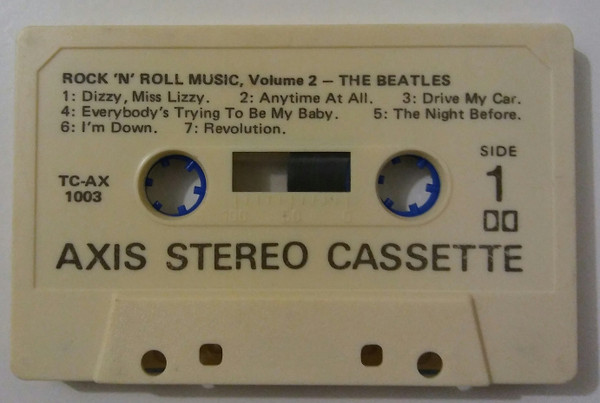 ROCK 'N' ROLL MUSIC, Volume 2 – THE BEATLES
1: Dizzy, Miss Lizzy. 2: Anytime At All. 3: Drive My Car.
4: Everybody's Trying To Be My Baby. 5: The Night Before.
6: I'm Down. 7: Revolution.
TC-AX
1003
SIDE
1
AXIS STEREO CASSETTE